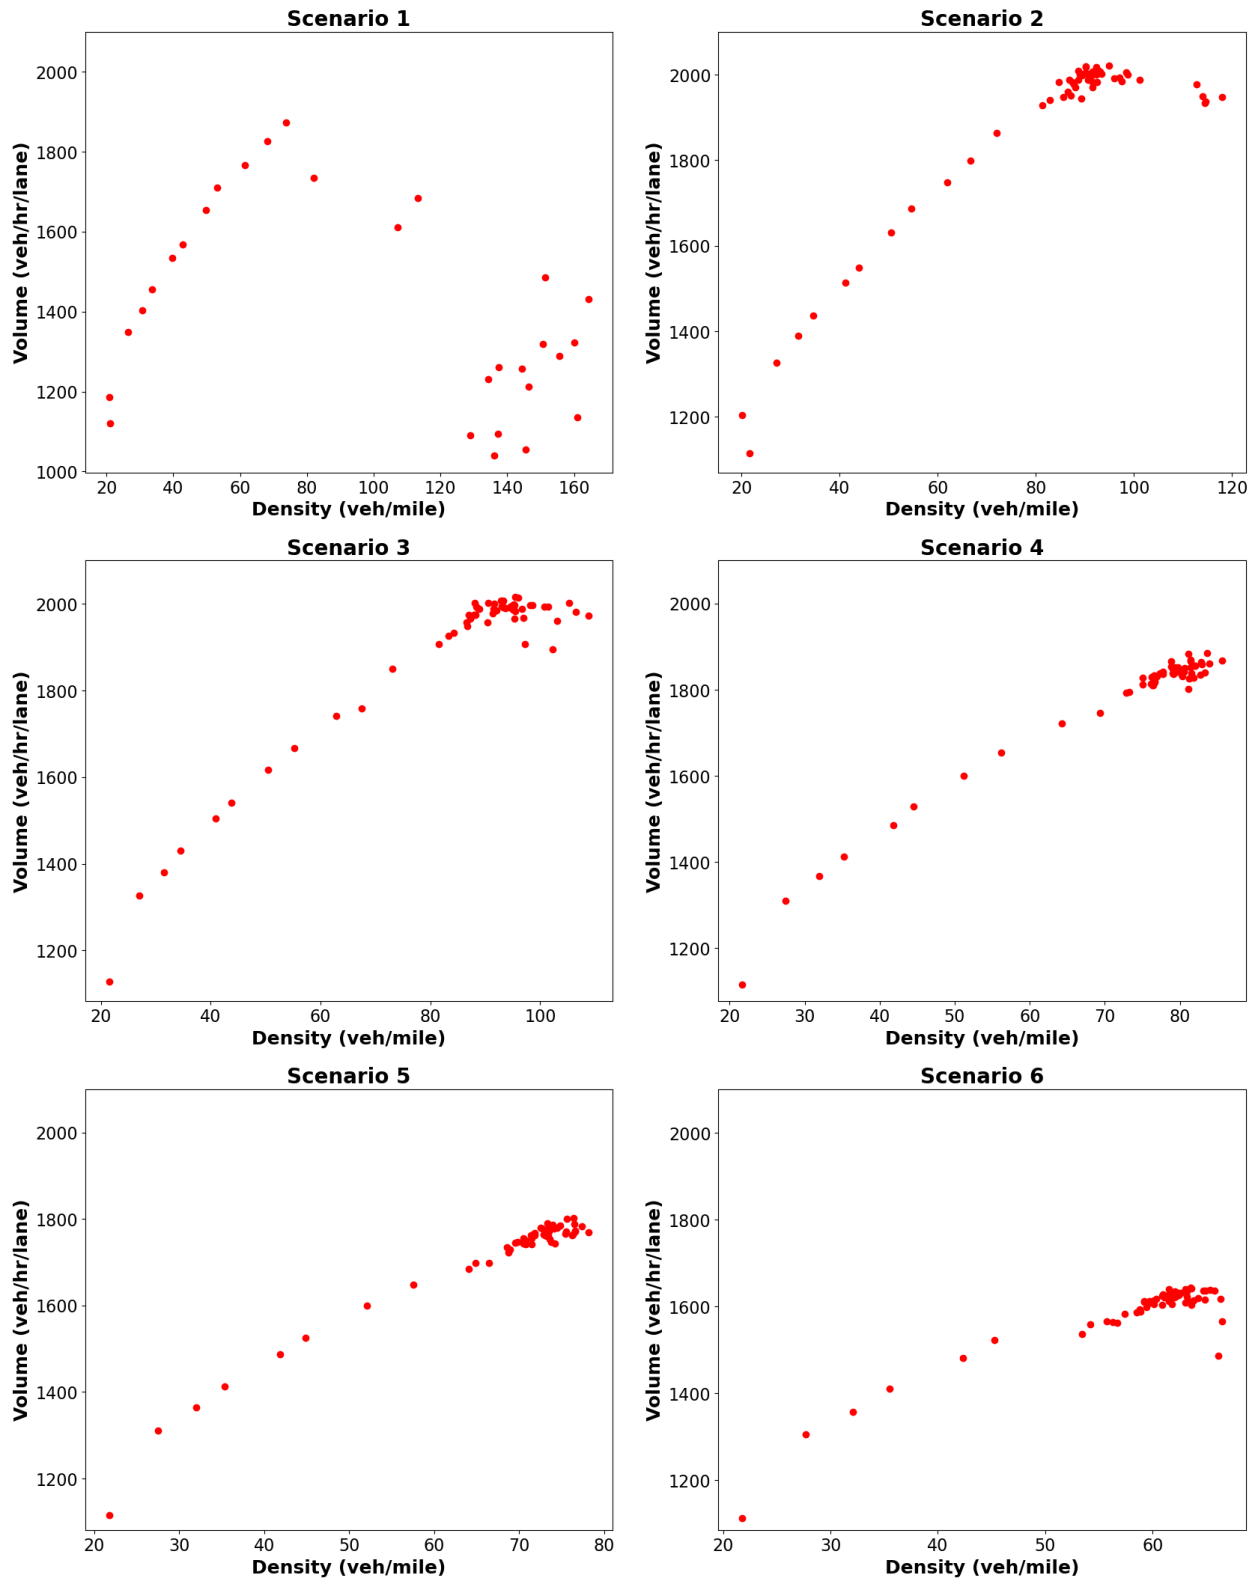 Scenario 1
Volume (veh/hr/lane)
2000
1800
1600
1400
1200
1000
20 40 60 80 100 120 140 160
Density (veh/mile)
Scenario 2
Volume (veh/hr/lane)
2000
1800
1600
1400
1200
20 40 60 80 100 120
Density (veh/mile)
Scenario 3
Volume (veh/hr/lane)
2000
1800
1600
1400
1200
20 40 60 80 100
Density (veh/mile)
Scenario 4
Volume (veh/hr/lane)
2000
1800
1600
1400
1200
20 30 40 50 60 70 80
Density (veh/mile)
Scenario 5
Volume (veh/hr/lane)
2000
1800
1600
1400
1200
20 30 40 50 60 70 80
Density (veh/mile)
Scenario 6
Volume (veh/hr/lane)
2000
1800
1600
1400
1200
20 30 40 50 60
Density (veh/mile)